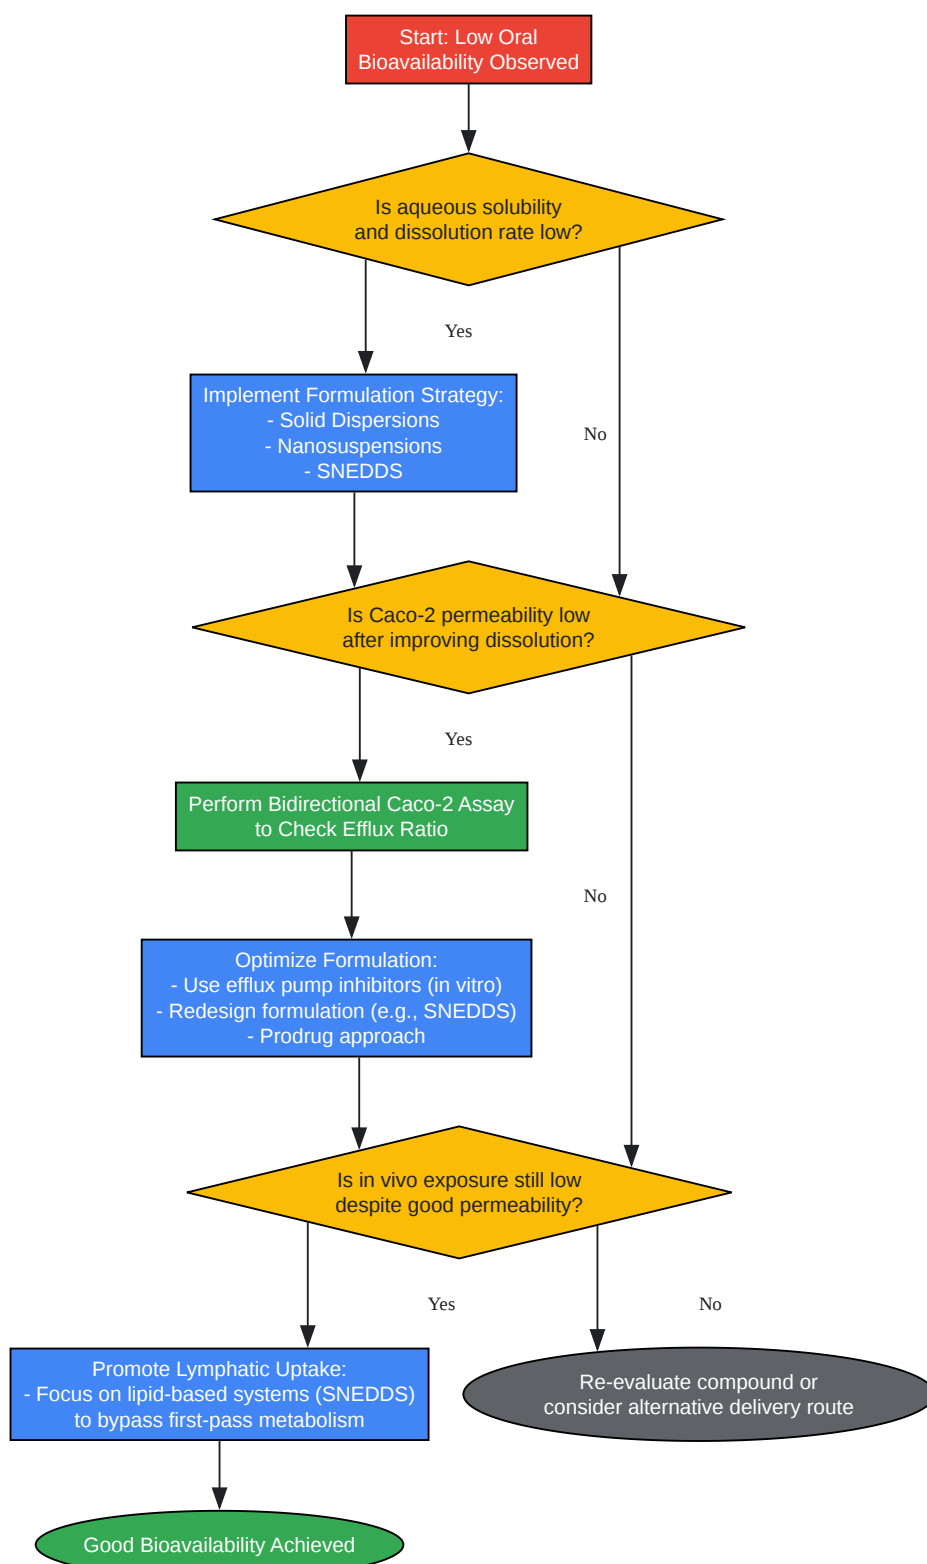 Start: Low Oral
Bioavailability Observed
Is aqueous solubility
and dissolution rate low?
Yes
Implement Formulation Strategy:
- Solid Dispersions
- Nanosuspensions
- SNEDDS
No
Is Caco-2 permeability low
after improving dissolution?
Yes
Perform Bidirectional Caco-2 Assay
to Check Efflux Ratio
No
Optimize Formulation:
- Use efflux pump inhibitors (in vitro)
- Redesign formulation (e.g., SNEDDS)
- Prodrug approach
Is in vivo exposure still low
despite good permeability?
Yes
No
Promote Lymphatic Uptake:
- Focus on lipid-based systems (SNEDDS)
to bypass first-pass metabolism
Re-evaluate compound or
consider alternative delivery route
Good Bioavailability Achieved